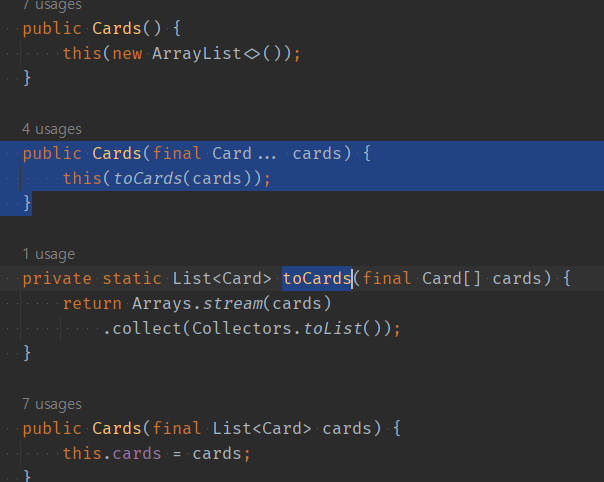 7 usages
public Cards() {
this(new ArrayList<>());
}
4 usages
public Cards(final Card... cards) {
this(toCards(cards));
}
1 usage
private static List<Card> toCards(final Card[] cards) {
return Arrays.stream(cards)
.collect(Collectors.toList());
}
7 usages
public Cards(final List<Card> cards) {
this.cards = cards;
}